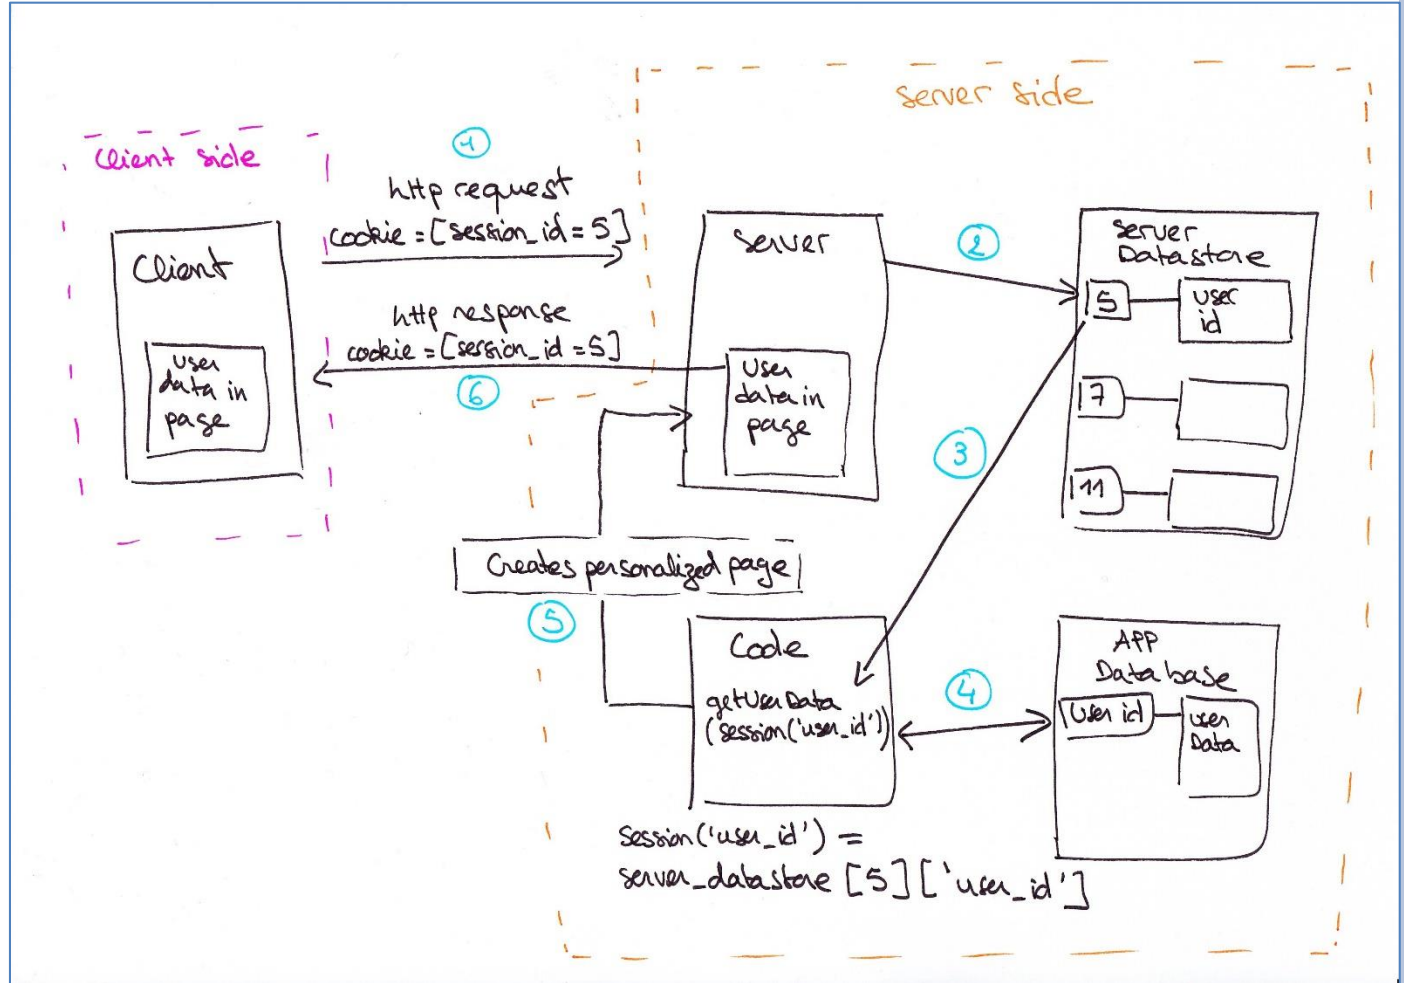 server side
client side
1
http request
cookie = [session_id = 5]
Client
user
data in
page
http response
cookie = [session_id = 5]
6
Server
User
data in
page
2
Server
Datastore
5
user
id
7
11
3
Creates personalized page
5
Code
getUserData
(session('user_id'))
4
APP
Database
User id
user
Data
session('user_id') =
server_datastore [5]['user_id']